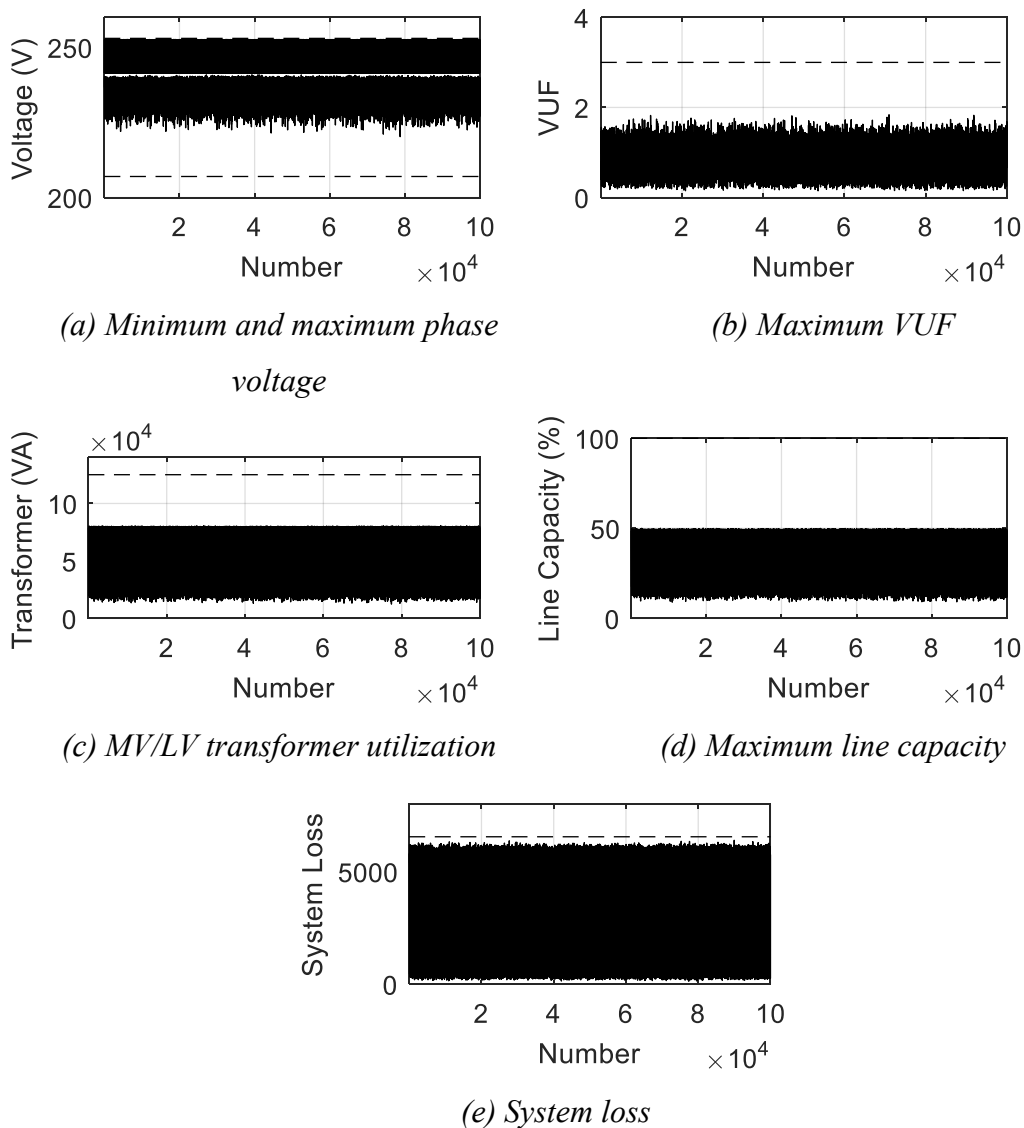 250
200
Voltage (V)
2 4 6 8 10
Number ×10^4
(a) Minimum and maximum phase
voltage
4
2
0
VUF
2 4 6 8 10
Number ×10^4
(b) Maximum VUF
×10^4
10
5
0
Transformer (VA)
2 4 6 8 10
Number ×10^4
(c) MV/LV transformer utilization
100
50
0
Line Capacity (%)
2 4 6 8 10
Number ×10^4
(d) Maximum line capacity
5000
0
System Loss
2 4 6 8 10
Number ×10^4
(e) System loss